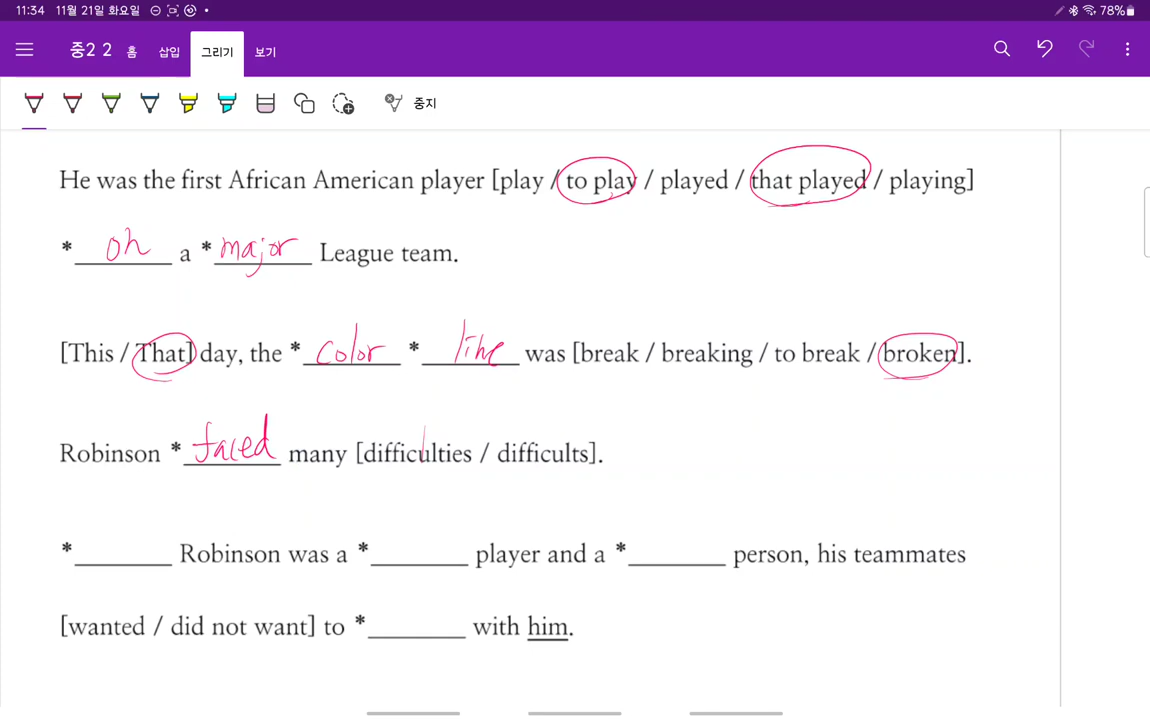 11:34 11월 21일 화요일 78%
중2 2 홈 삽입 그리기 보기
중지
He was the first African American player [play / to play / played / that played / playing]
* on a * major League team.
[This / That] day, the * color * line was [break / breaking / to break / broken].
Robinson * faced many [difficulties / difficults].
*________ Robinson was a *________ player and a *________ person, his teammates
[wanted / did not want] to *________ with him.